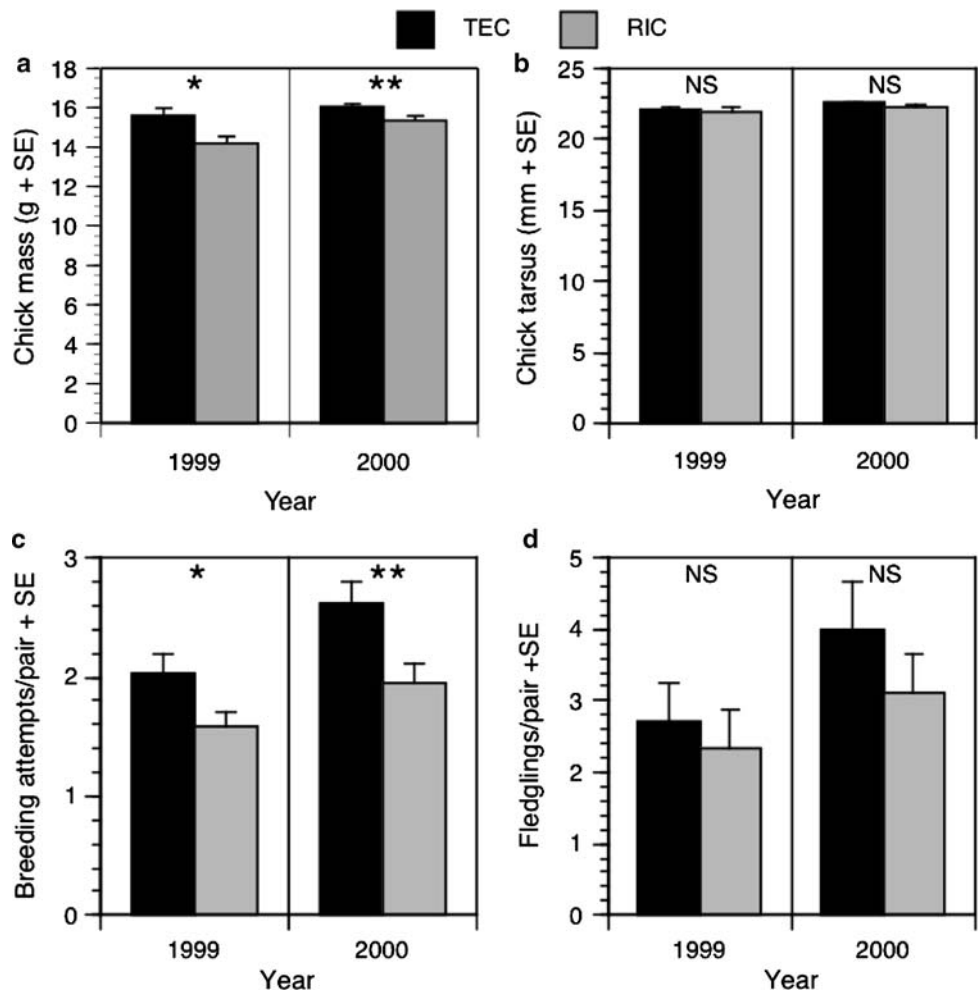 TEC RIC
a
18
16
14
12
10
8
6
4
2
0
Chick mass (g + SE)
* **
1999 2000
Year
b
25
20
15
10
5
0
Chick tarsus (mm + SE)
NS NS
1999 2000
Year
c
3
2
1
0
Breeding attempts/pair + SE
* **
1999 2000
Year
d
5
4
3
2
1
0
Fledglings/pair +SE
NS NS
1999 2000
Year